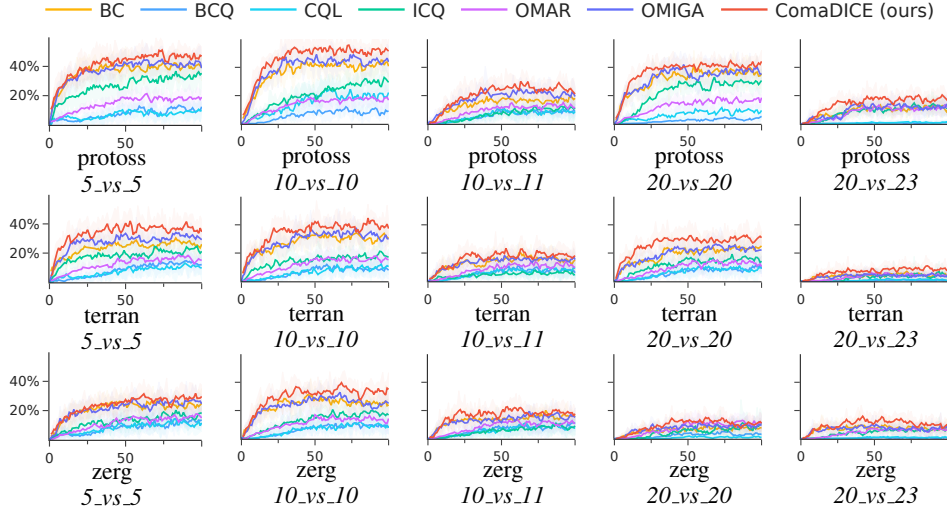 BC BCQ CQL ICQ OMAR OMIGA ComaDICE (ours)
40%
20%
0 50 0 50 0 50 0 50 0 50
protoss protoss protoss protoss protoss
5_vs_5 10_vs_10 10_vs_11 20_vs_20 20_vs_23
40%
20%
0 50 0 50 0 50 0 50 0 50
terran terran terran terran terran
5_vs_5 10_vs_10 10_vs_11 20_vs_20 20_vs_23
40%
20%
0 50 0 50 0 50 0 50 0 50
zerg zerg zerg zerg zerg
5_vs_5 10_vs_10 10_vs_11 20_vs_20 20_vs_23